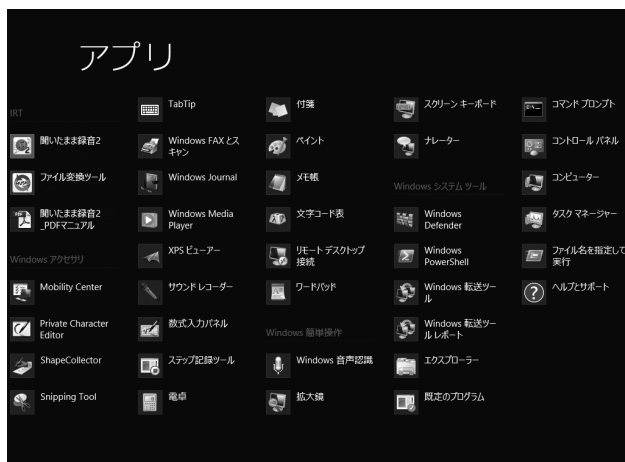 アプリ
IRT
聞いたまま録音2
ファイル変換ツール
聞いたまま録音2
_PDFマニュアル
Windows アクセサリ
Mobility Center
Private Character
Editor
ShapeCollector
Snipping Tool
TabTip
Windows FAX とス
キャン
Windows Journal
Windows Media
Player
XPS ビューアー
サウンド レコーダー
数式入力パネル
ステップ記録ツール
電卓
付箋
ペイント
メモ帳
文字コード表
リモート デスクトップ
接続
ワードパッド
Windows 簡単操作
Windows 音声認識
拡大鏡
スクリーン キーボード
ナレーター
Windows システム ツール
Windows
Defender
Windows
PowerShell
Windows 転送ツー
ル
Windows 転送ツー
ル レポート
エクスプローラー
既定のプログラム
コマンド プロンプト
コントロール パネル
コンピューター
タスク マネージャー
ファイル名を指定して
実行
ヘルプとサポート